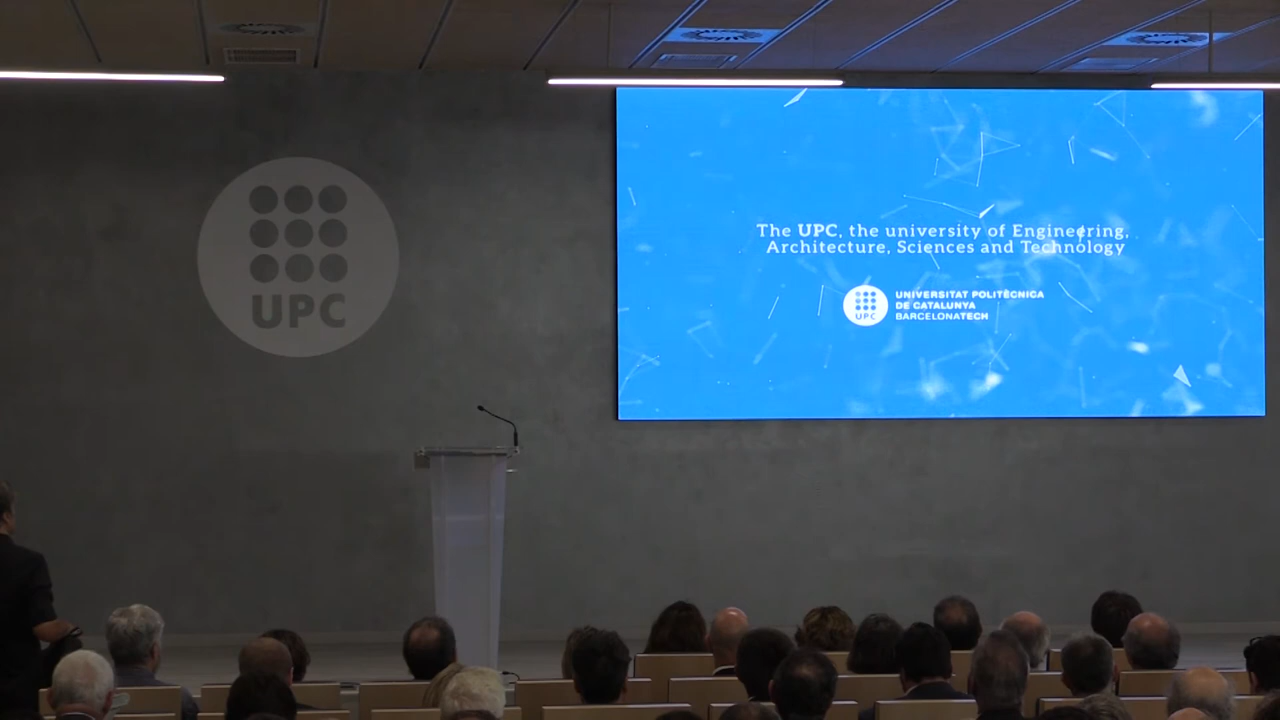 UPC
The UPC, the university of Engineering,
Architecture, Sciences and Technology
UPC
UNIVERSITAT POLITÈCNICA
DE CATALUNYA
BARCELONATECH